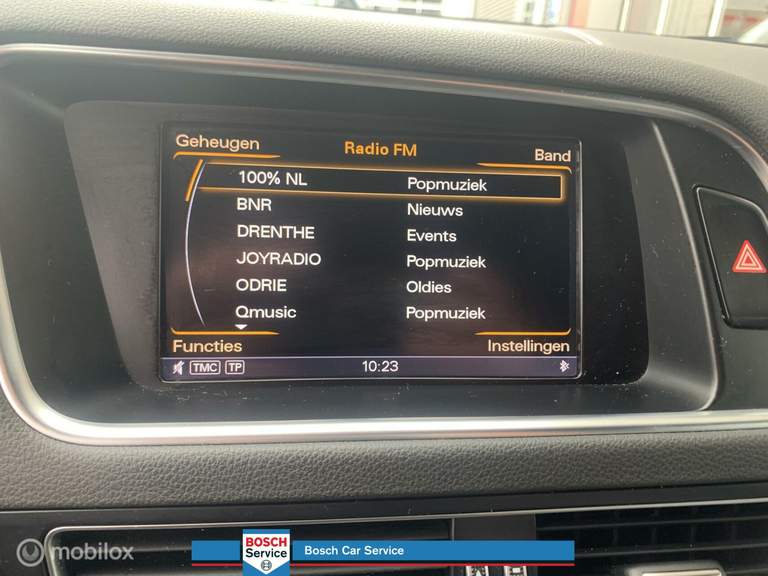 Geheugen Radio FM Band
100% NL Popmuziek
BNR Nieuws
DRENTHE Events
JOYRADIO Popmuziek
ODRIE Oldies
Qmusic Popmuziek
Functies Instellingen
TMC TP 10:23
mobilox
BOSCH
Service
Bosch Car Service